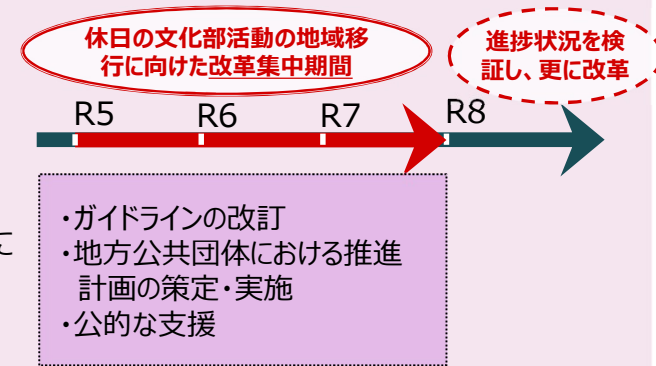 休日の文化部活動の地域移
行に向けた改革集中期間
進捗状況を検
証し、更に改革
R5 R6 R7 R8
・ガイドラインの改訂
・地方公共団体における推進
計画の策定・実施
・公的な支援
に